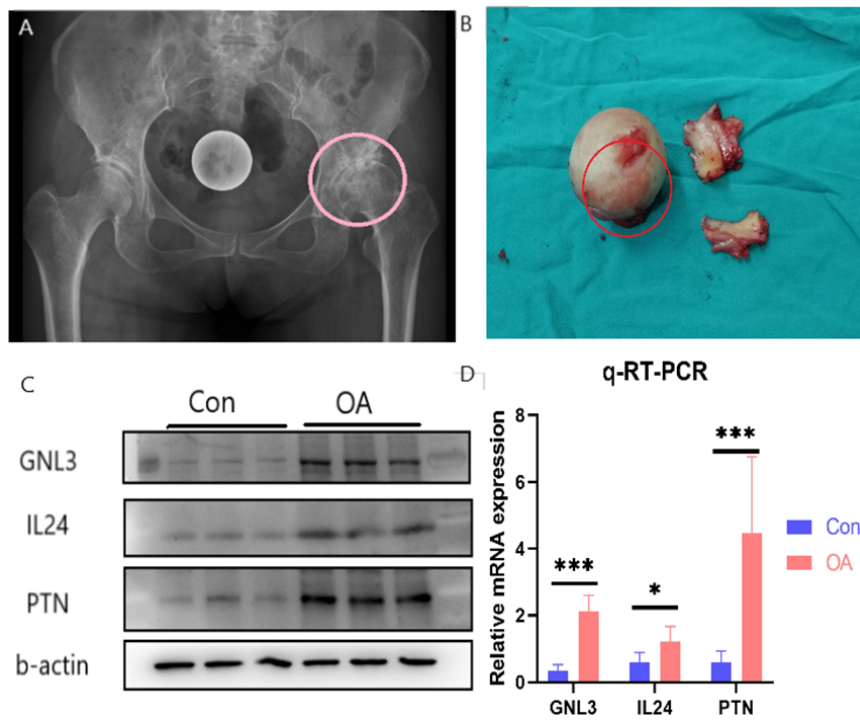 A
B
C
Con
OA
GNL3
IL24
PTN
b-actin
D
q-RT-PCR
Relative mRNA expression
8
6
4
2
0
***
*
***
Con
OA
GNL3
IL24
PTN